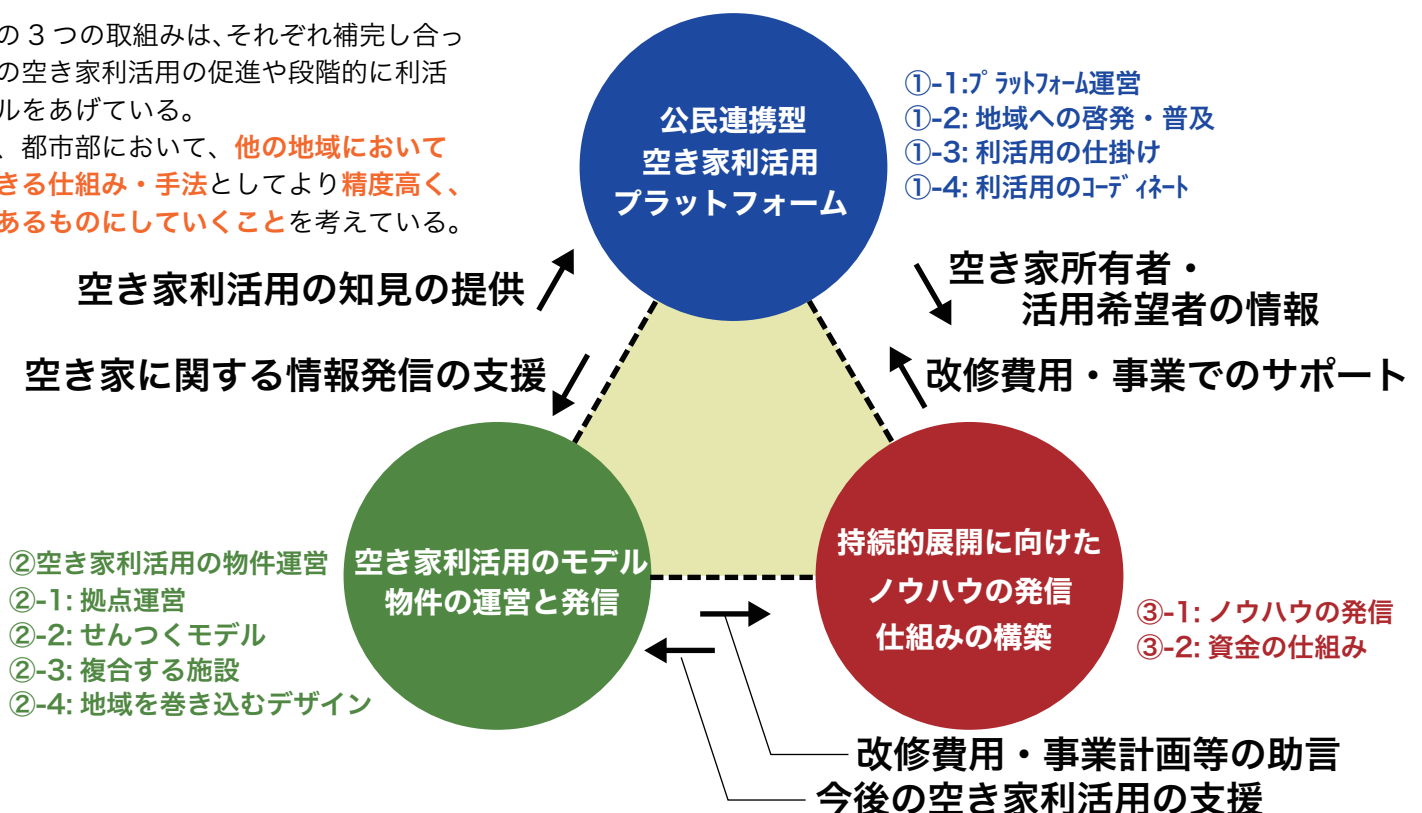 の３つの取組みは、それぞれ補完し合っ
の空き家利活用の促進や段階的に利活
ルをあげている。
、都市部において、他の地域において
きる仕組み・手法としてより精度高く、
あるものにしていくことを考えている。
公民連携型
空き家利活用
プラットフォーム
①-1:ﾌﾟﾗｯﾄﾌｫｰﾑ運営
①-2: 地域への啓発・普及
①-3: 利活用の仕掛け
①-4: 利活用のｺｰﾃﾞｨﾈｰﾄ
空き家利活用の知見の提供
空き家に関する情報発信の支援
空き家所有者・
活用希望者の情報
改修費用・事業でのサポート
空き家利活用のモデル
物件の運営と発信
②空き家利活用の物件運営
②-1: 拠点運営
②-2: せんつくモデル
②-3: 複合する施設
②-4: 地域を巻き込むデザイン
持続的展開に向けた
ノウハウの発信
仕組みの構築
③-1: ノウハウの発信
③-2: 資金の仕組み
改修費用・事業計画等の助言
今後の空き家利活用の支援